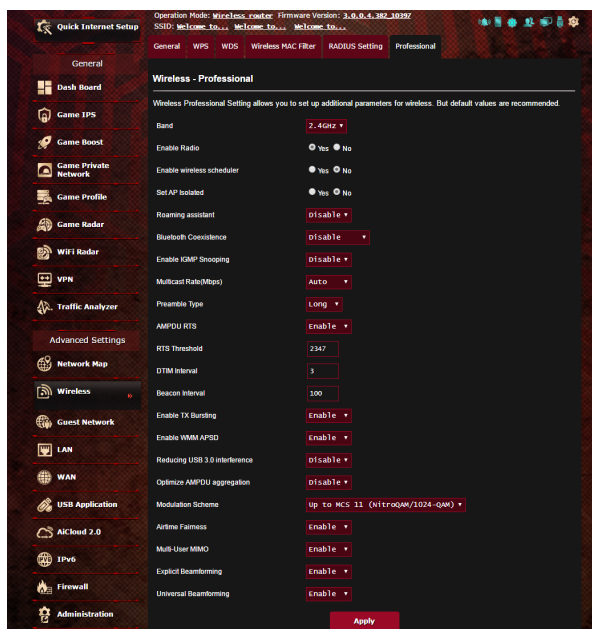 Quick Internet Setup
General
Dash Board
Game IPS
Game Boost
Game Private
Network
Game Profile
Game Radar
WiFi Radar
VPN
Traffic Analyzer
Advanced Settings
Network Map
Wireless
Guest Network
LAN
WAN
USB Application
AiCloud 2.0
IPv6
Firewall
Administration
Operation Mode: Wireless router Firmware Version: 3.0.0.4.382_10397
SSID: Welcome to... Welcome to... Welcome to...
General WPS WDS Wireless MAC Filter RADIUS Setting Professional
Wireless - Professional
Wireless Professional Setting allows you to set up additional parameters for wireless. But default values are recommended.
Band 2.4GHz
Enable Radio Yes No
Enable wireless scheduler Yes No
Set AP Isolated Yes No
Roaming assistant Disable
Bluetooth Coexistence Disable
Enable IGMP Snooping Disable
Multicast Rate(Mbps) Auto
Preamble Type Long
AMPDU RTS Enable
RTS Threshold 2347
DTIM Interval 3
Beacon Interval 100
Enable TX Bursting Enable
Enable WMM APSD Enable
Reducing USB 3.0 interference Disable
Optimize AMPDU aggregation Disable
Modulation Scheme Up to MCS 11 (NitroQAM/1024-QAM)
Airtime Fairness Enable
Multi-User MIMO Enable
Explicit Beamforming Enable
Universal Beamforming Enable
Apply